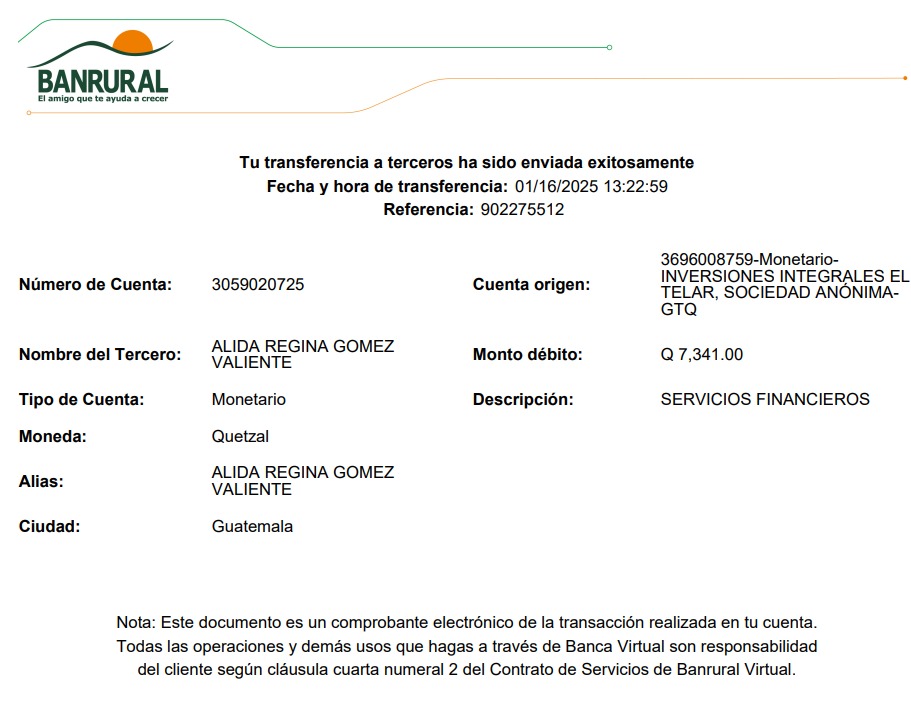 BANRURAL
El amigo que te ayuda a crecer
Tu transferencia a terceros ha sido enviada exitosamente
Fecha y hora de transferencia: 01/16/2025 13:22:59
Referencia: 902275512
Número de Cuenta: 3059020725
Cuenta origen: 3696008759-Monetario-
INVERSIONES INTEGRALES EL
TELAR, SOCIEDAD ANÓNIMA-
GTQ
Nombre del Tercero: ALIDA REGINA GOMEZ
VALIENTE
Monto débito: Q 7,341.00
Tipo de Cuenta: Monetario
Descripción: SERVICIOS FINANCIEROS
Moneda: Quetzal
Alias: ALIDA REGINA GOMEZ
VALIENTE
Ciudad: Guatemala
Nota: Este documento es un comprobante electrónico de la transacción realizada en tu cuenta.
Todas las operaciones y demás usos que hagas a través de Banca Virtual son responsabilidad
del cliente según cláusula cuarta numeral 2 del Contrato de Servicios de Banrural Virtual.